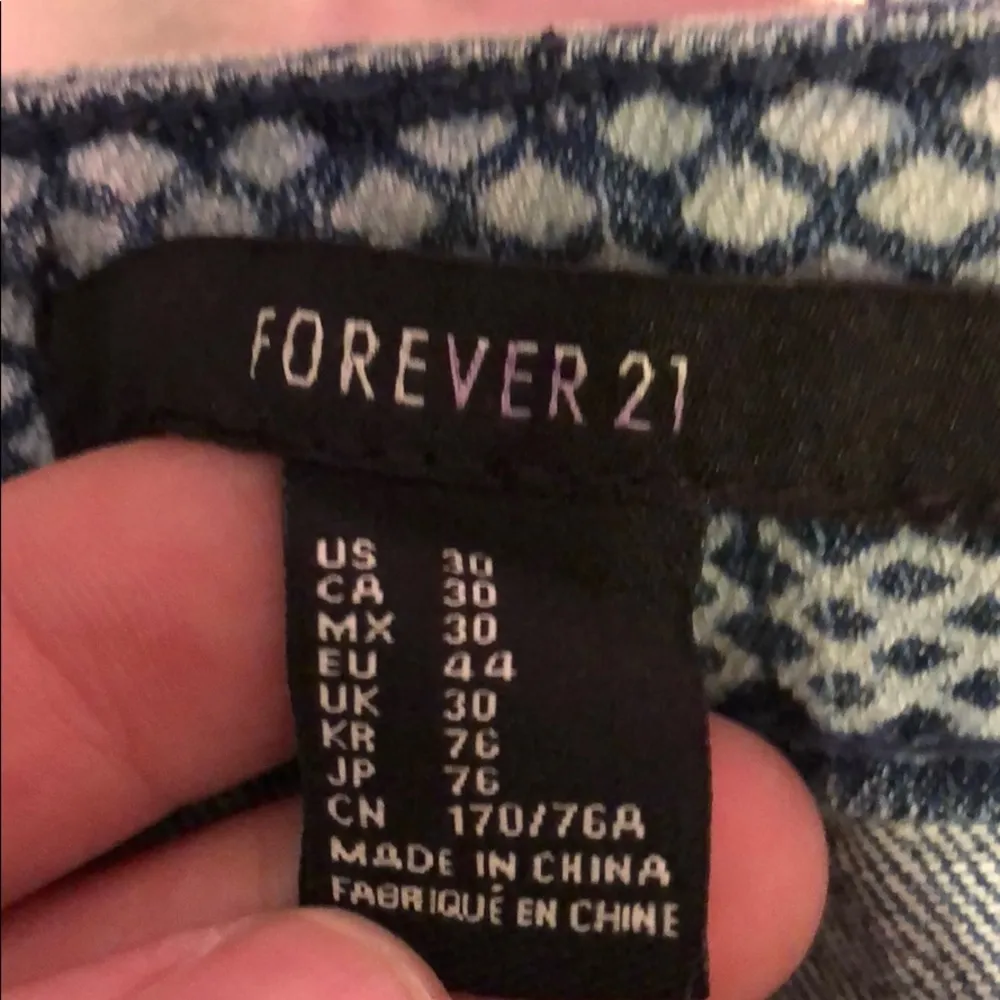 FOREVER 21
US 30
CA 30
MX 30
EU 44
UK 30
KR 76
JP 76
CN 170/76A
MADE IN CHINA
FABRIQUÉ EN CHINE